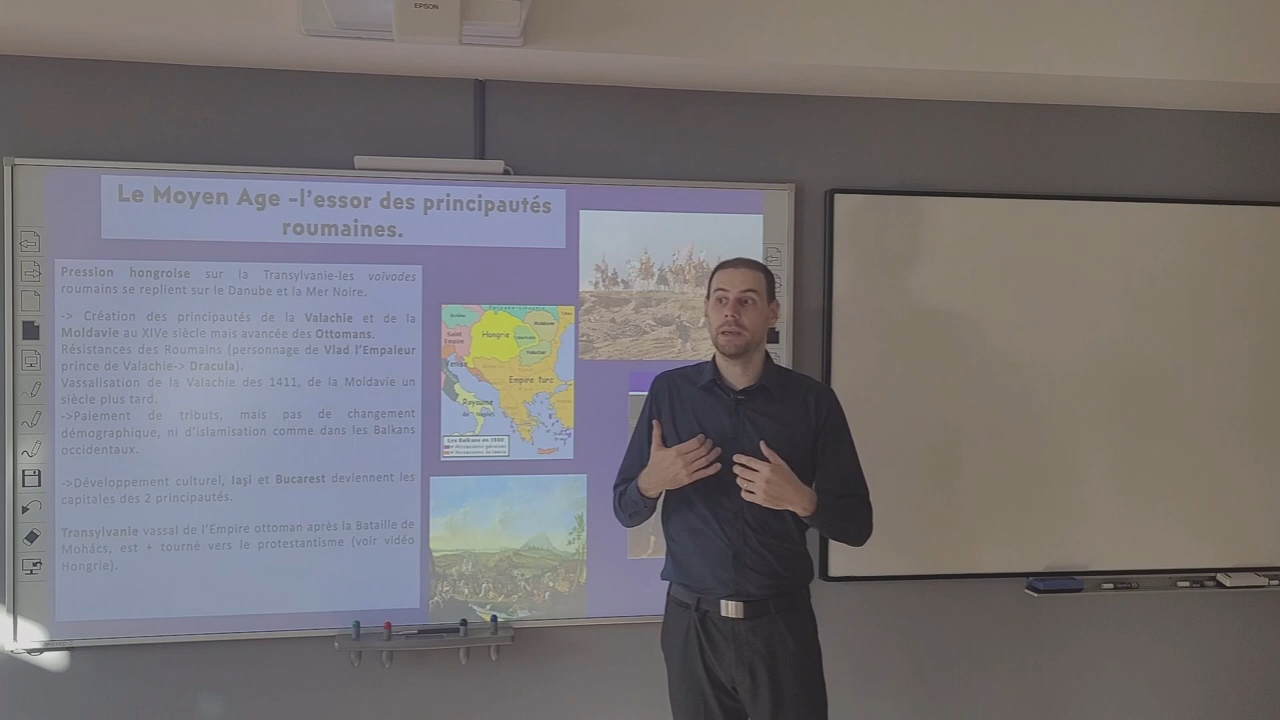 EPSON
Le Moyen Age -l'essor des principautés
roumaines.
Pression hongroise sur la Transylvanie-les voïvodes
roumains se replient sur le Danube et la Mer Noire.
-> Création des principautés de la Valachie et de la
Moldavie au XIVe siècle mais avancée des Ottomans.
Résistances des Roumains (personnage de Vlad l'Empaleur
prince de Valachie-> Dracula).
Vassalisation de la Valachie des 1411, de la Moldavie un
siècle plus tard.
->Paiement de tributs, mais pas de changement
démographique, ni d'islamisation comme dans les Balkans
occidentaux.
->Développement culturel, Iaşi et Bucarest deviennent les
capitales des 2 principautés.
Transylvanie vassal de l'Empire ottoman après la Bataille de
Mohács, est + tourné vers le protestantisme (voir vidéo
Hongrie).
Saint
Empire
Hongrie
Moldavie
Valachie
Venise
Empire turc
Royaume
Les Balkans en 1500